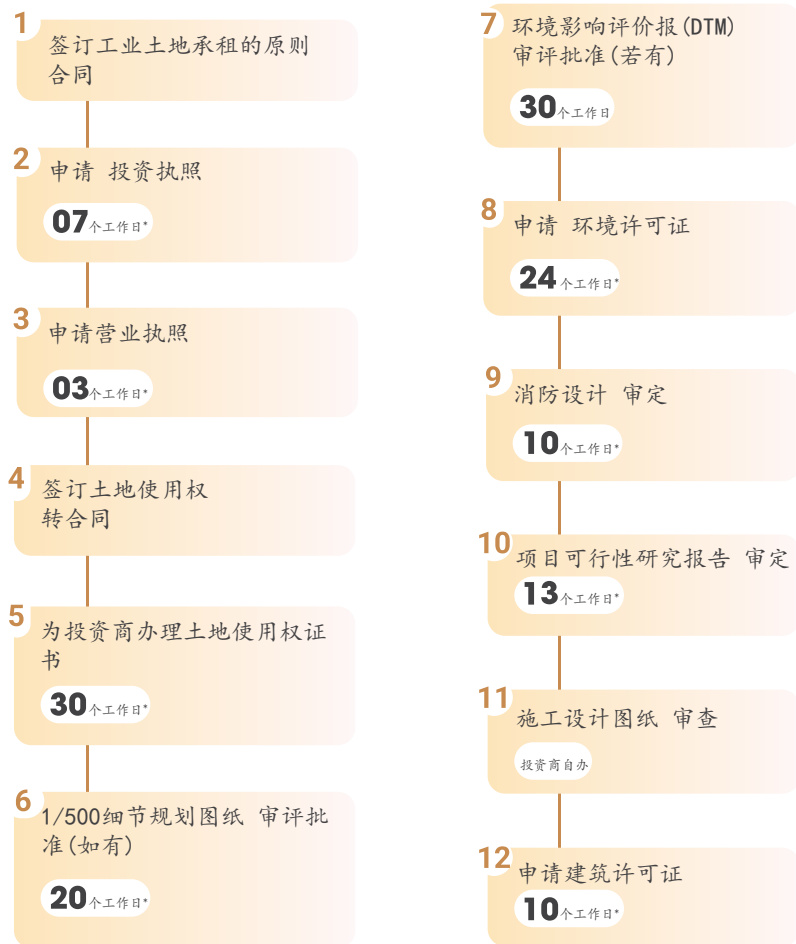 1
签订工业土地承租的原则
合同
2
申请 投资执照
07个工作日*
3
申请营业执照
03个工作日*
4
签订土地使用权
转合同
5
为投资商办理土地使用权证
书
30个工作日*
6
1/500细节规划图纸 审评批
准(如有)
20个工作日*
7
环境影响评价报(DTM)
审评批准(若有)
30个工作日
8
申请 环境许可证
24个工作日*
9
消防设计 审定
10个工作日*
10
项目可行性研究报告 审定
13个工作日*
11
施工设计图纸 审查
投资商自办
12
申请建筑许可证
10个工作日*